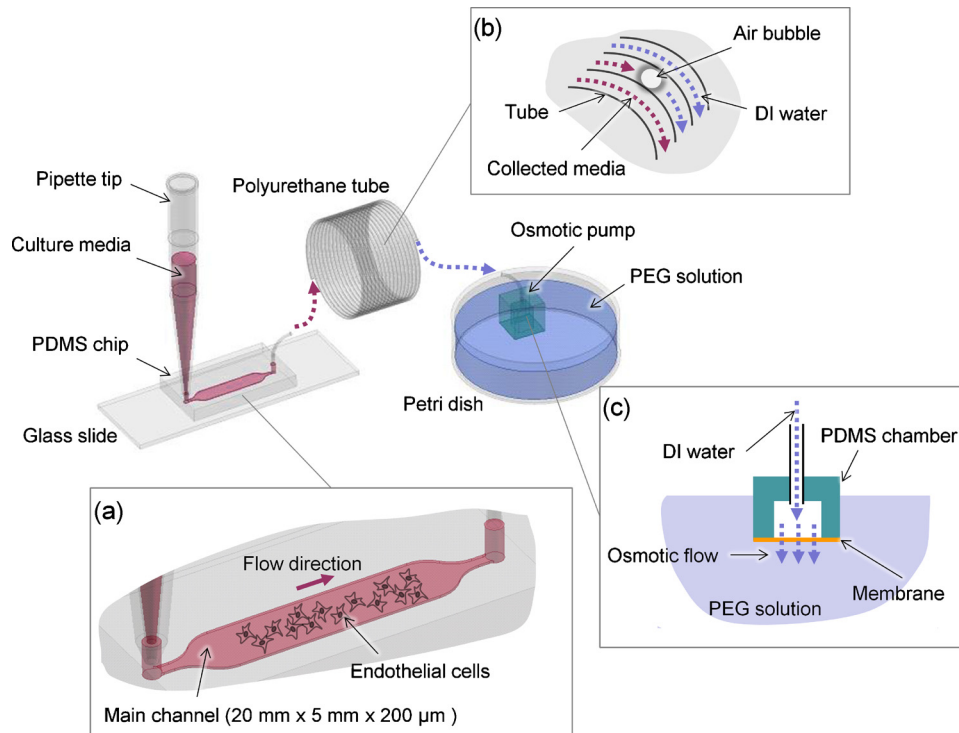 (b)
Air bubble
Tube
DI water
Collected media
Pipette tip
Polyurethane tube
Culture media
Osmotic pump
PEG solution
PDMS chip
Petri dish
Glass slide
(c)
DI water
PDMS chamber
Osmotic flow
Membrane
PEG solution
(a)
Flow direction
Endothelial cells
Main channel (20 mm x 5 mm x 200 μm )